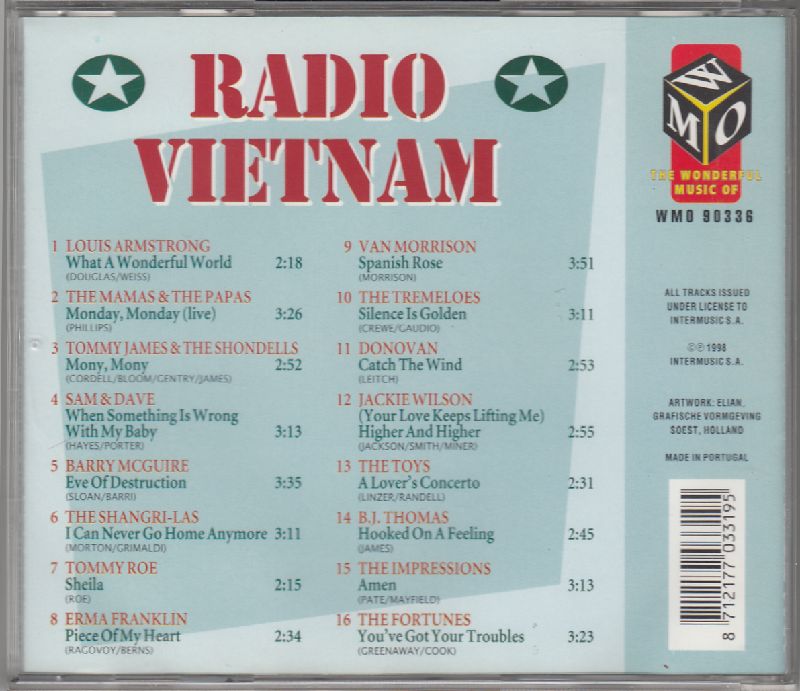 RADIO
VIETNAM
1 LOUIS ARMSTRONG
What A Wonderful World 2:18
(DOUGLAS/WEISS)
2 THE MAMAS & THE PAPAS
Monday, Monday (live) 3:26
(PHILLIPS)
3 TOMMY JAMES & THE SHONDELLS
Mony, Mony 2:52
(CORDELL/BLOOM/GENTRY/JAMES)
4 SAM & DAVE
When Something Is Wrong
With My Baby 3:13
(HAYES/PORTER)
5 BARRY MCGUIRE
Eve Of Destruction 3:35
(SLOAN/BARRI)
6 THE SHANGRI-LAS
I Can Never Go Home Anymore 3:11
(MORTON/GRIMALDI)
7 TOMMY ROE
Sheila 2:15
(ROE)
8 ERMA FRANKLIN
Piece Of My Heart 2:34
(RAGOVOY/BERNS)
9 VAN MORRISON
Spanish Rose 3:51
(MORRISON)
10 THE TREMELOES
Silence Is Golden 3:11
(CREWE/GAUDIO)
11 DONOVAN
Catch The Wind 2:53
(LEITCH)
12 JACKIE WILSON
(Your Love Keeps Lifting Me)
Higher And Higher 2:55
(JACKSON/SMITH/MINER)
13 THE TOYS
A Lover's Concerto 2:31
(LINZER/RANDELL)
14 B.J. THOMAS
Hooked On A Feeling 2:45
(JAMES)
15 THE IMPRESSIONS
Amen 3:13
(PATE/MAYFIELD)
16 THE FORTUNES
You've Got Your Troubles 3:23
(GREENAWAY/COOK)
WMO
THE WONDERFUL
MUSIC OF
WMO 90336
ALL TRACKS ISSUED
UNDER LICENSE TO
INTERMUSIC S.A.
©℗ 1998
INTERMUSIC S.A.
ARTWORK: ELIAN,
GRAFISCHE VORMGEVING
SOEST, HOLLAND
MADE IN PORTUGAL
8 712177 033195